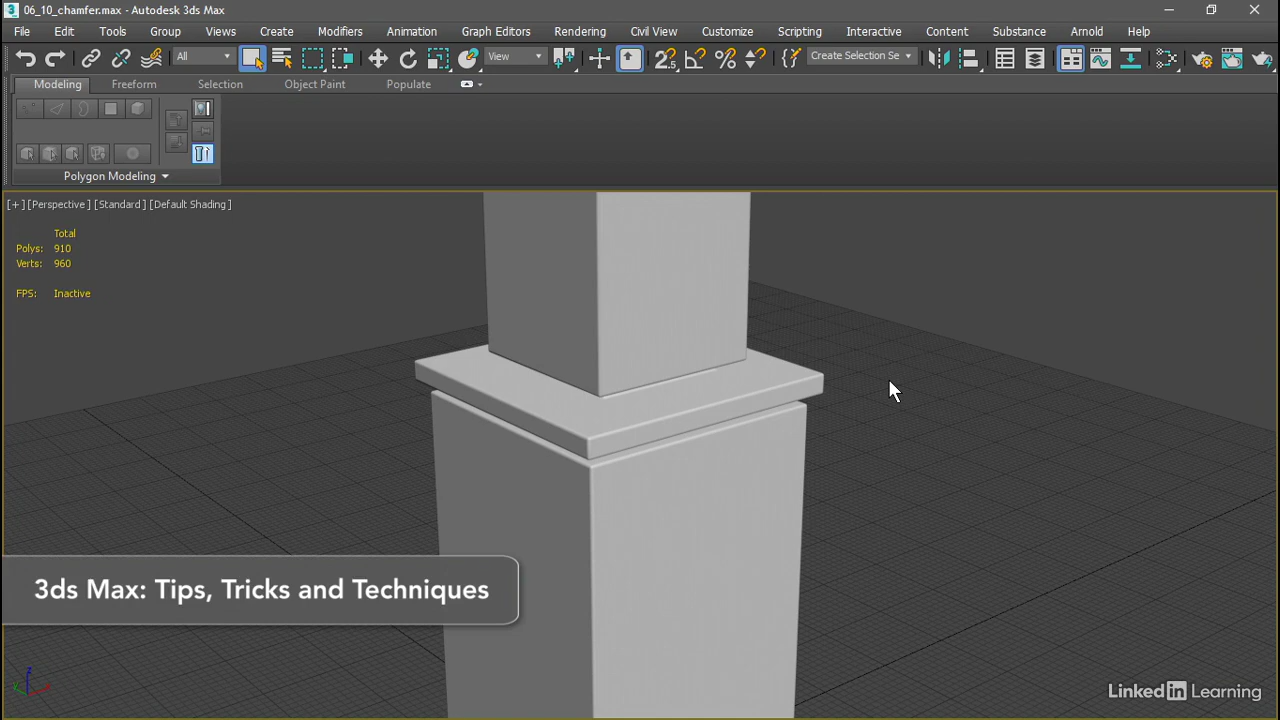 06_10_chamfer.max - Autodesk 3ds Max
File Edit Tools Group Views Create Modifiers Animation Graph Editors Rendering Civil View Customize Scripting Interactive Content Substance Arnold Help
All View Create Selection Se
Modeling Freeform Selection Object Paint Populate
Polygon Modeling
[+] [Perspective] [Standard] [Default Shading]
Total
Polys: 910
Verts: 960
FPS: Inactive
3ds Max: Tips, Tricks and Techniques
LinkedIn Learning